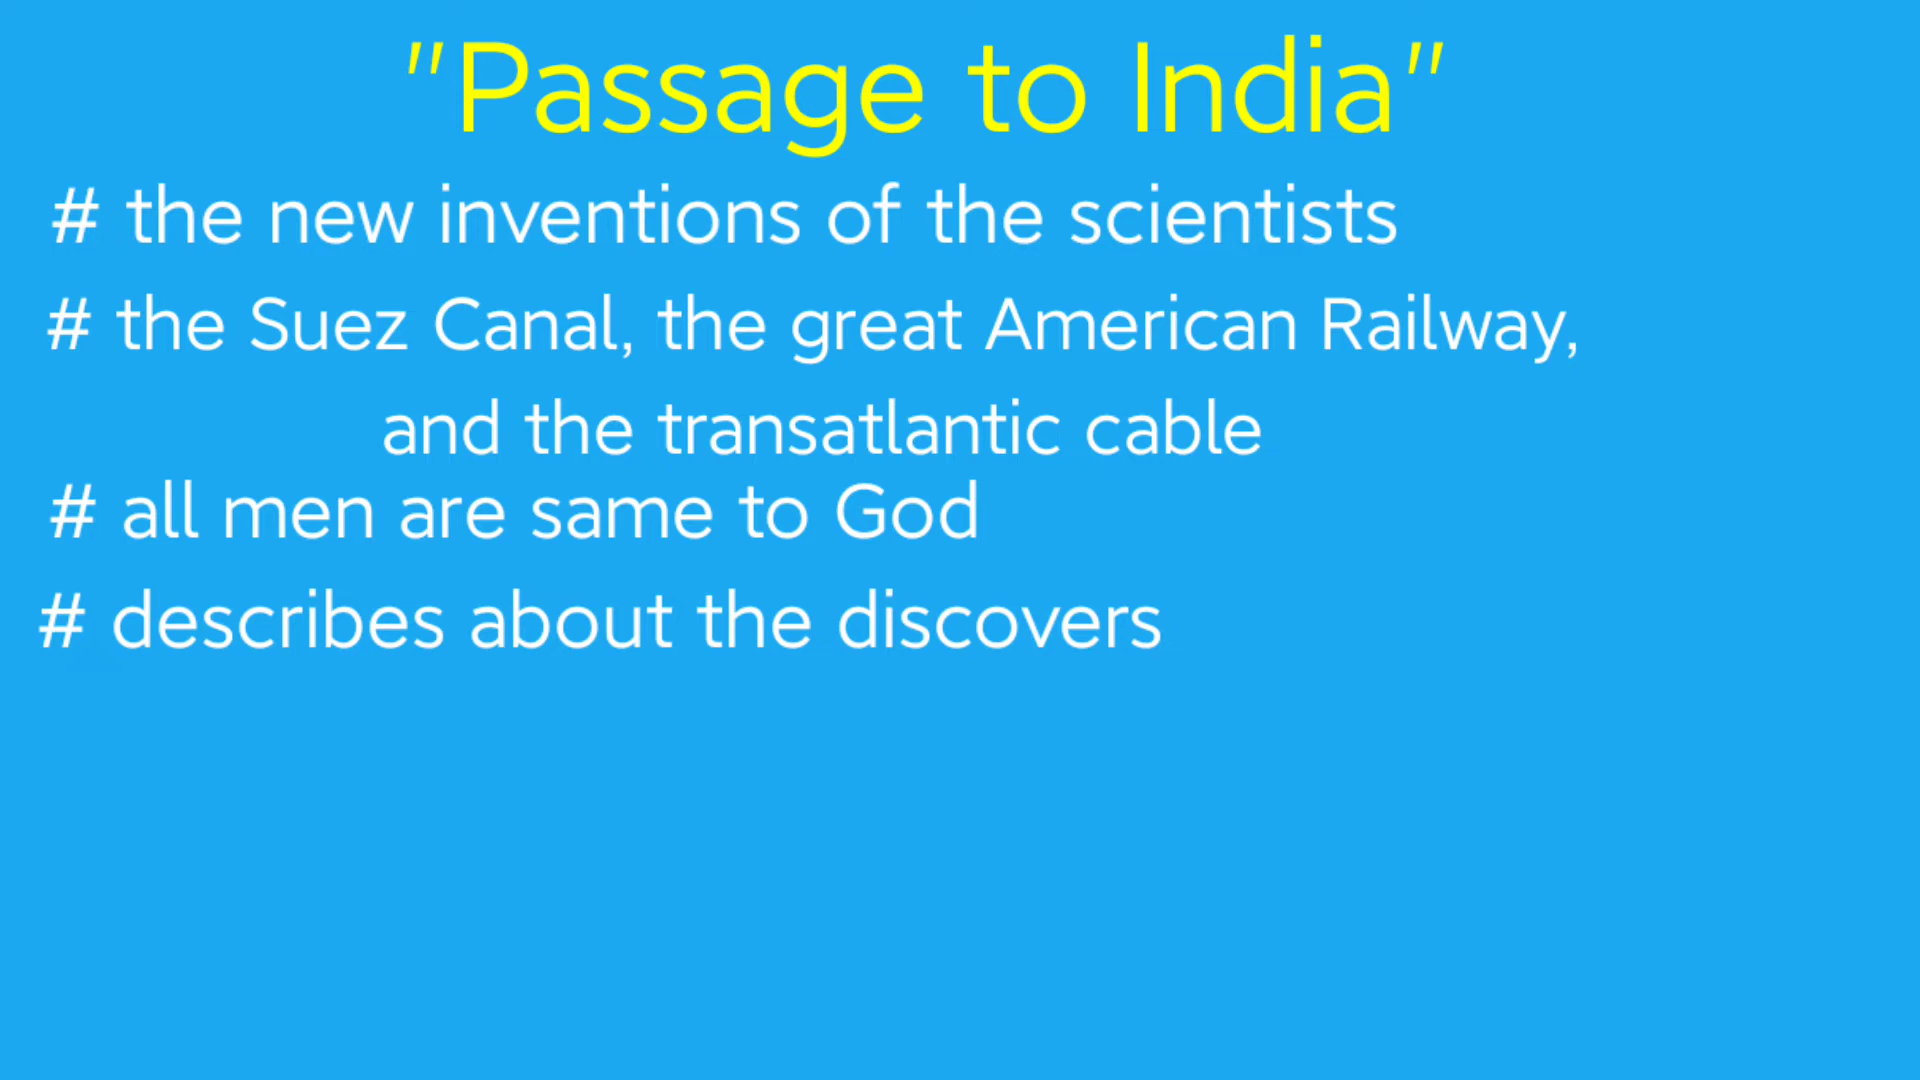 "Passage to India"
# the new inventions of the scientists
# the Suez Canal, the great American Railway,
and the transatlantic cable
# all men are same to God
# describes about the discovers